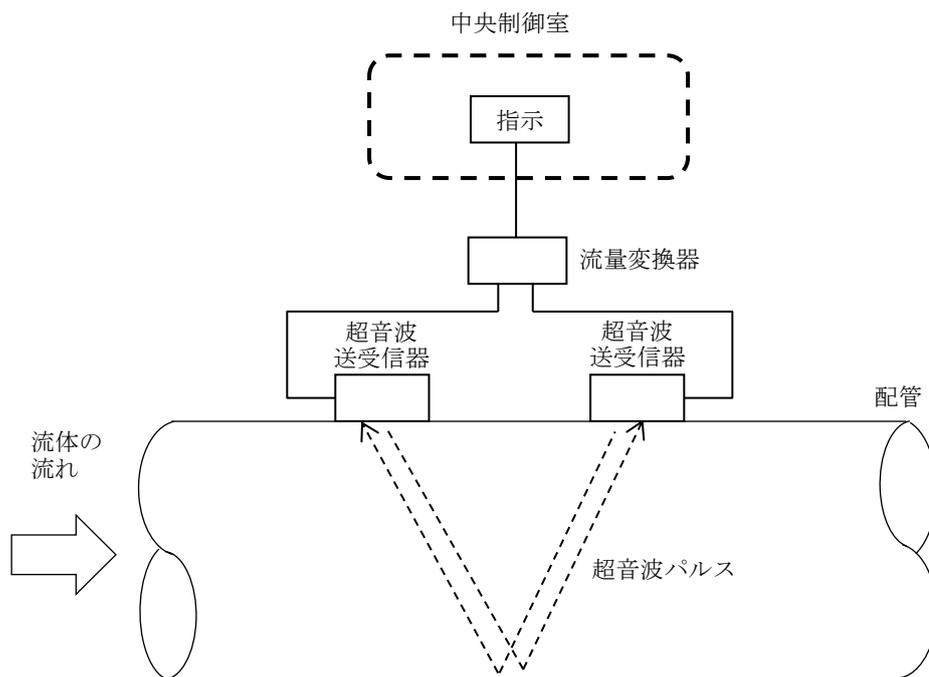 中央制御室
指示
流量変換器
超音波
送受信器
超音波
送受信器
配管
流体の
流れ
超音波パルス